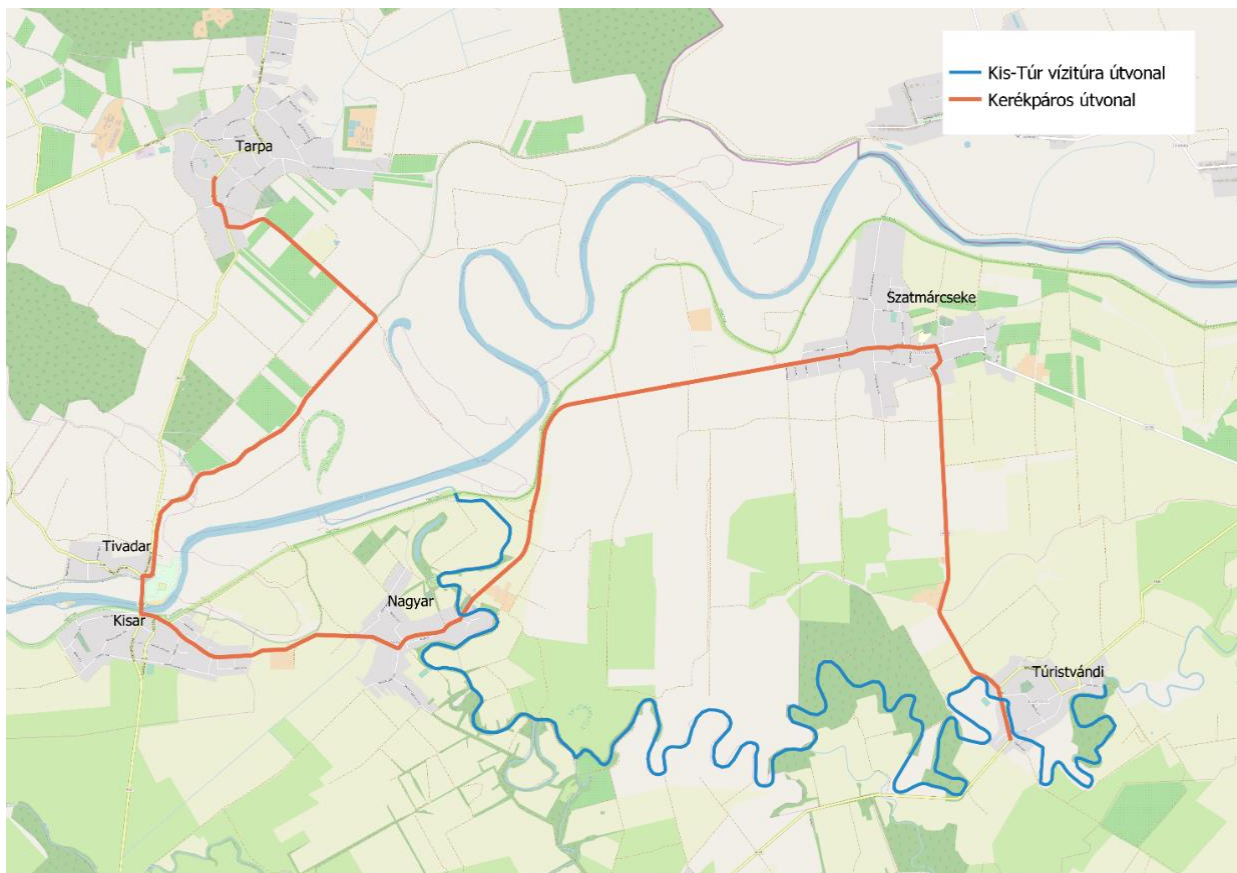 Kis-Túr vízitúra útvonal
Kerékpáros útvonal
Tarpa
Szatmárcseke
Tivadar
Nagyar
Kisar
Túristvándi